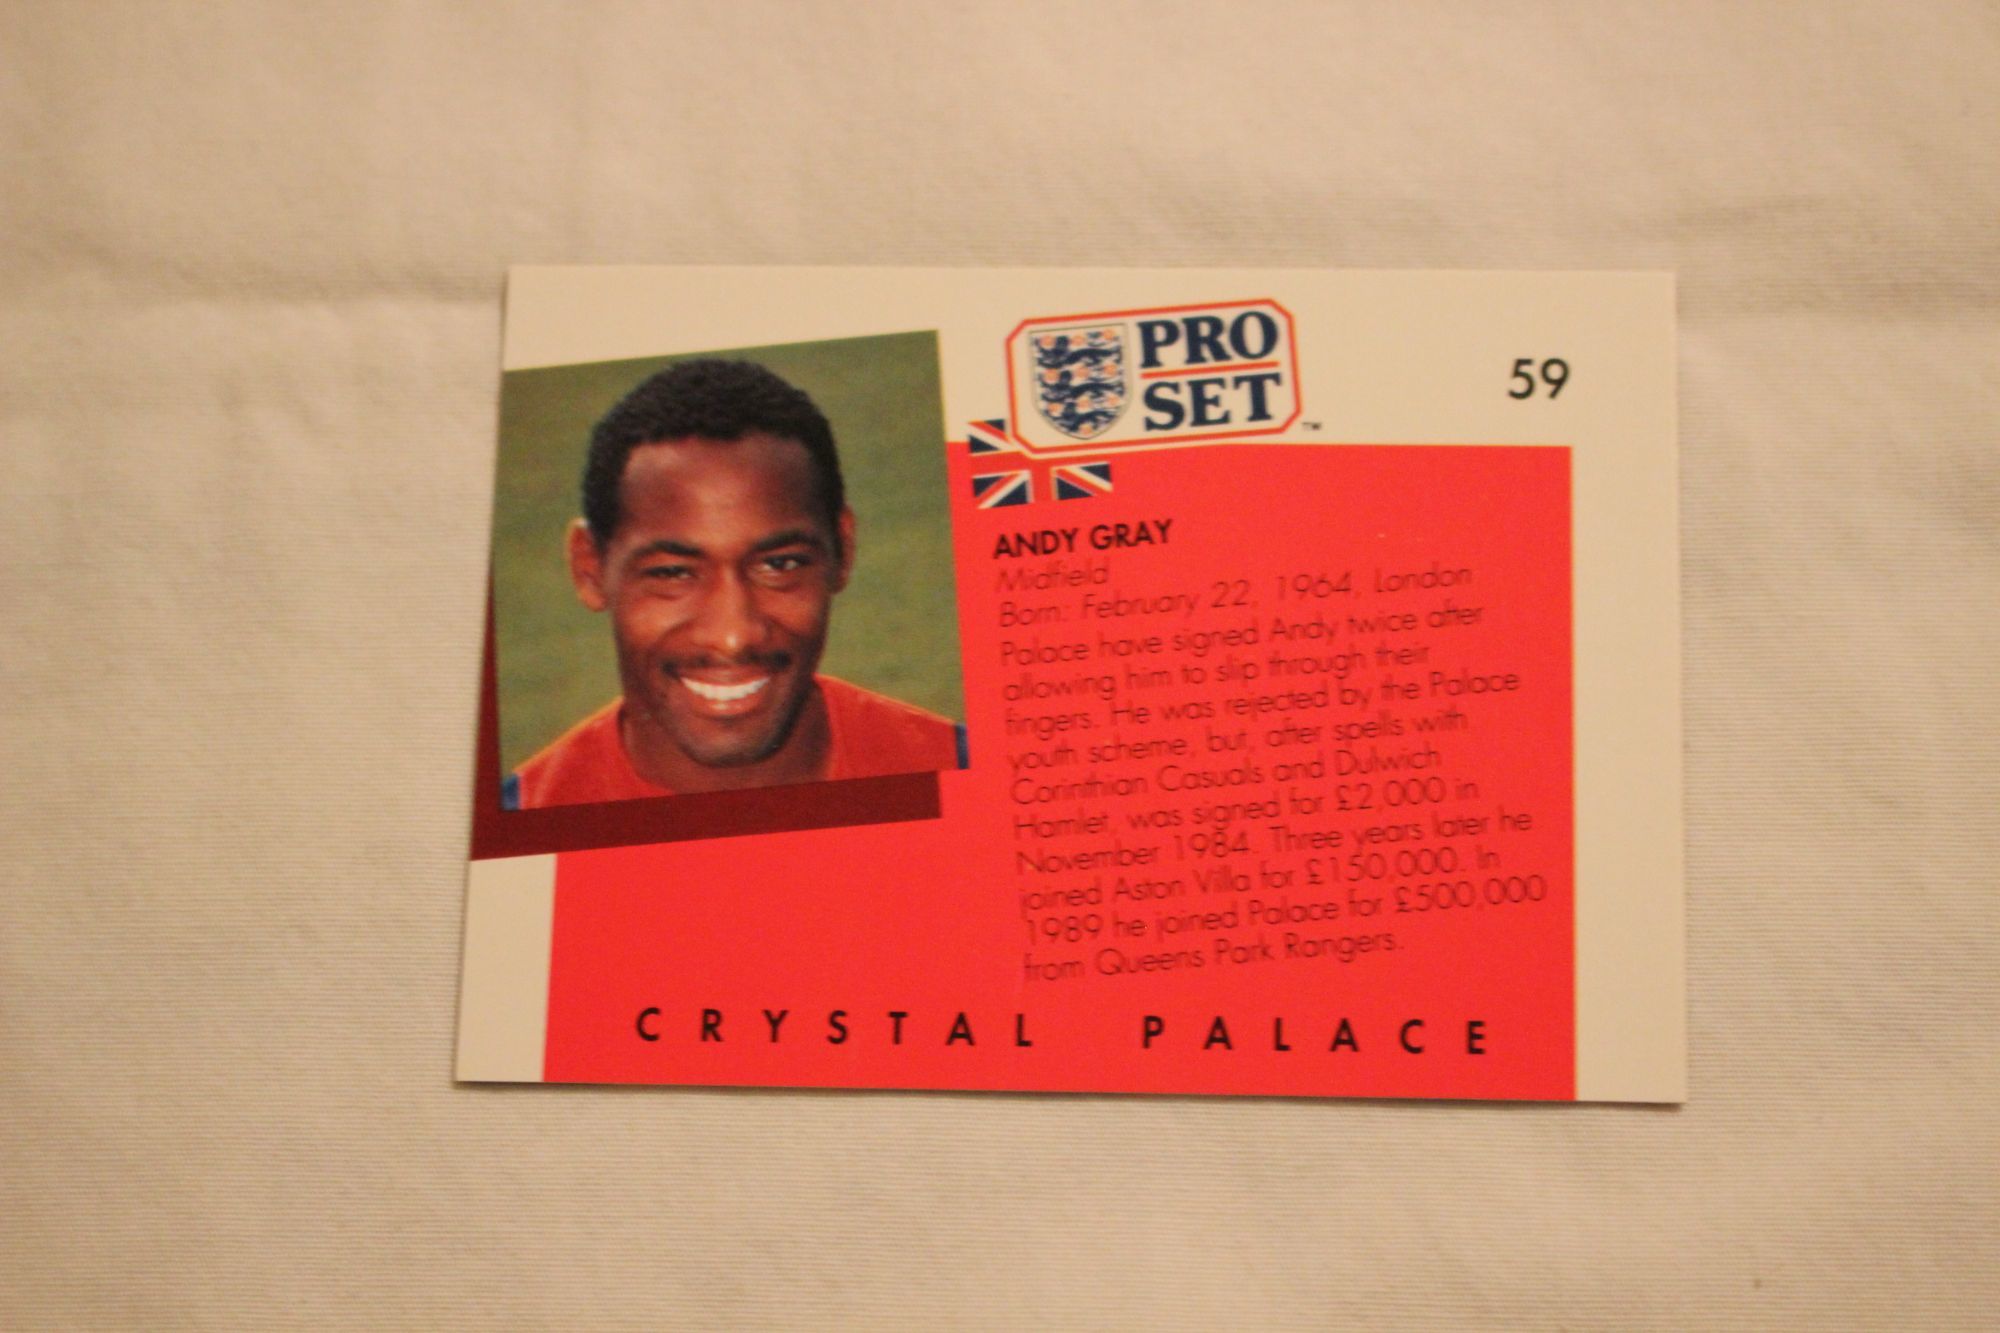 PRO
SET
TM
59
ANDY GRAY
Midfield
Born: February 22, 1964, London
Palace have signed Andy twice after
allowing him to slip through their
fingers. He was rejected by the Palace
youth scheme, but, after spells with
Corinthian Casuals and Dulwich
Hamlet, was signed for £2,000 in
November 1984. Three years later he
joined Aston Villa for £150,000. In
1989 he joined Palace for £500,000
from Queens Park Rangers.
CRYSTAL PALACE